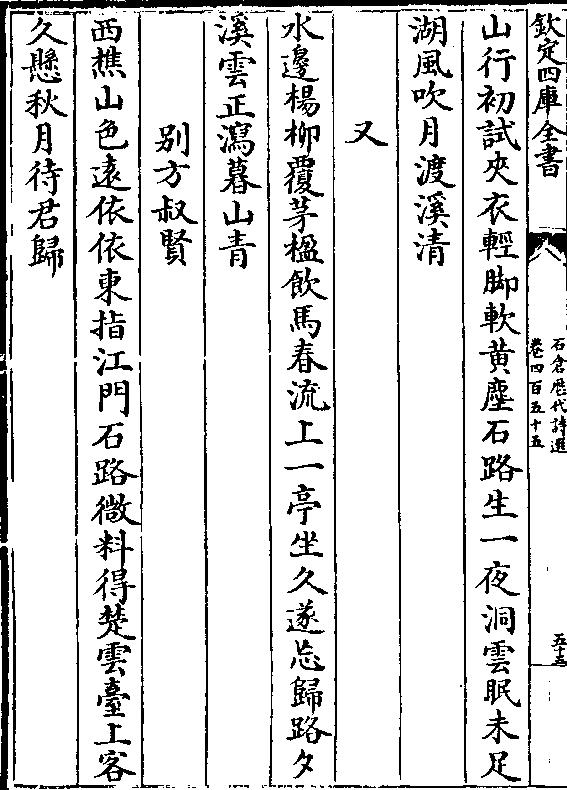 欽定四庫全書
石倉歴代詩選
卷四百五十五
五十五
山行初試夾衣輕脚軟黄塵石路生一夜洞雲眠未足
湖風吹月渡溪清
又
水邊楊柳覆茅楹飲馬春流上一亭坐久遂忘歸路夕
溪雲正瀉暮山青
别方叔賢
西樵山色遠依依東指江門石路微料得楚雲臺上客
久懸秋月待君歸